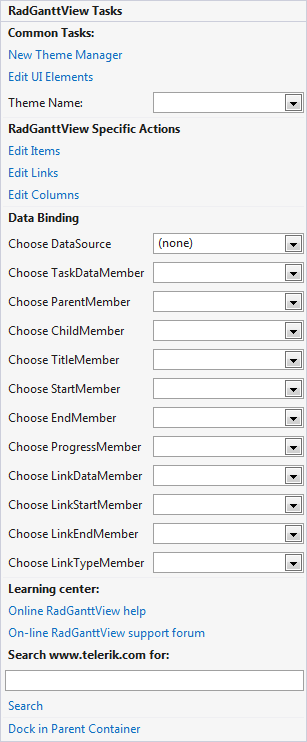 RadGanttView Tasks
Common Tasks:
New Theme Manager
Edit UI Elements
Theme Name:
RadGanttView Specific Actions
Edit Items
Edit Links
Edit Columns
Data Binding
Choose DataSource (none)
Choose TaskDataMember
Choose ParentMember
Choose ChildMember
Choose TitleMember
Choose StartMember
Choose EndMember
Choose ProgressMember
Choose LinkDataMember
Choose LinkStartMember
Choose LinkEndMember
Choose LinkTypeMember
Learning center:
Online RadGanttView help
On-line RadGanttView support forum
Search www.telerik.com for:
Search
Dock in Parent Container